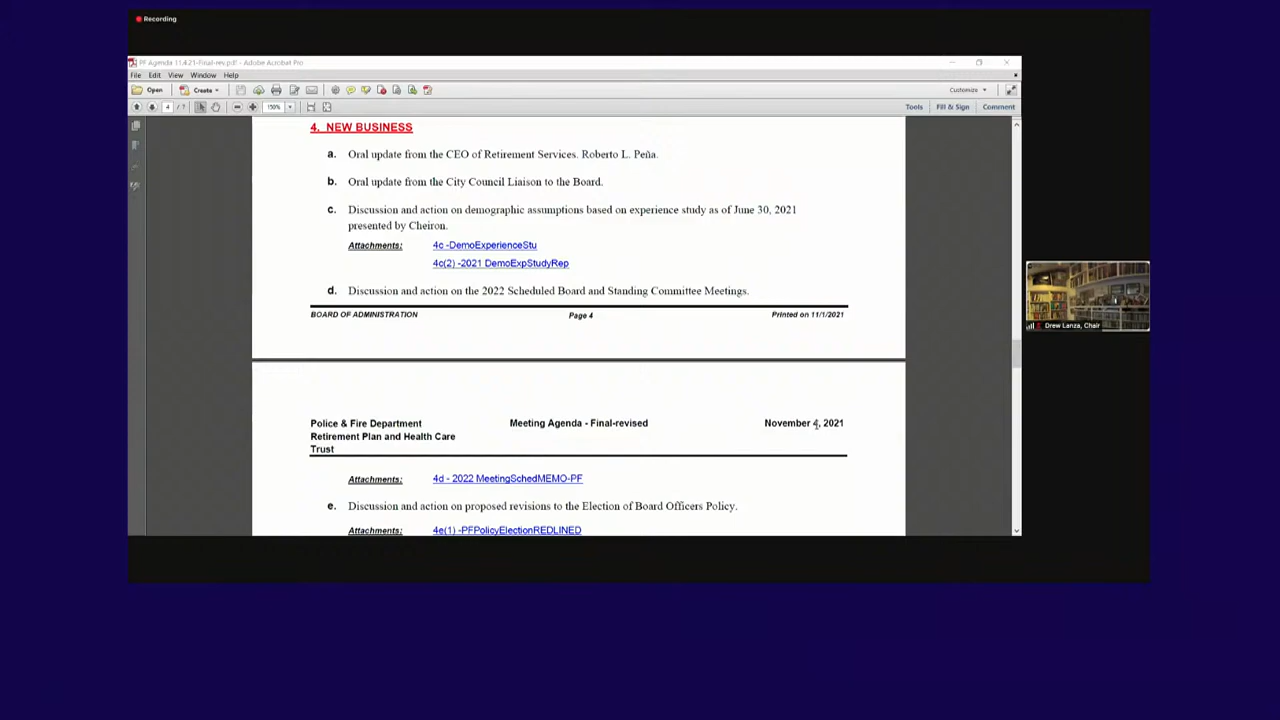 Recording
PF Agenda 11.4.21-Final-rev.pdf - Adobe Acrobat Pro
File Edit View Window Help
Open Create Customize
4 / 7 150% Tools Fill & Sign Comment
4. NEW BUSINESS
a. Oral update from the CEO of Retirement Services. Roberto L. Peña.
b. Oral update from the City Council Liaison to the Board.
c. Discussion and action on demographic assumptions based on experience study as of June 30, 2021
presented by Cheiron.
Attachments: 4c -DemoExperienceStu
4c(2) -2021 DemoExpStudyRep
d. Discussion and action on the 2022 Scheduled Board and Standing Committee Meetings.
BOARD OF ADMINISTRATION Page 4 Printed on 11/1/2021
Drew Lanza, Chair
Police & Fire Department Meeting Agenda - Final-revised November 4, 2021
Retirement Plan and Health Care
Trust
Attachments: 4d - 2022 MeetingSchedMEMO-PF
e. Discussion and action on proposed revisions to the Election of Board Officers Policy.
Attachments: 4e(1) -PFPolicyElectionREDLINED